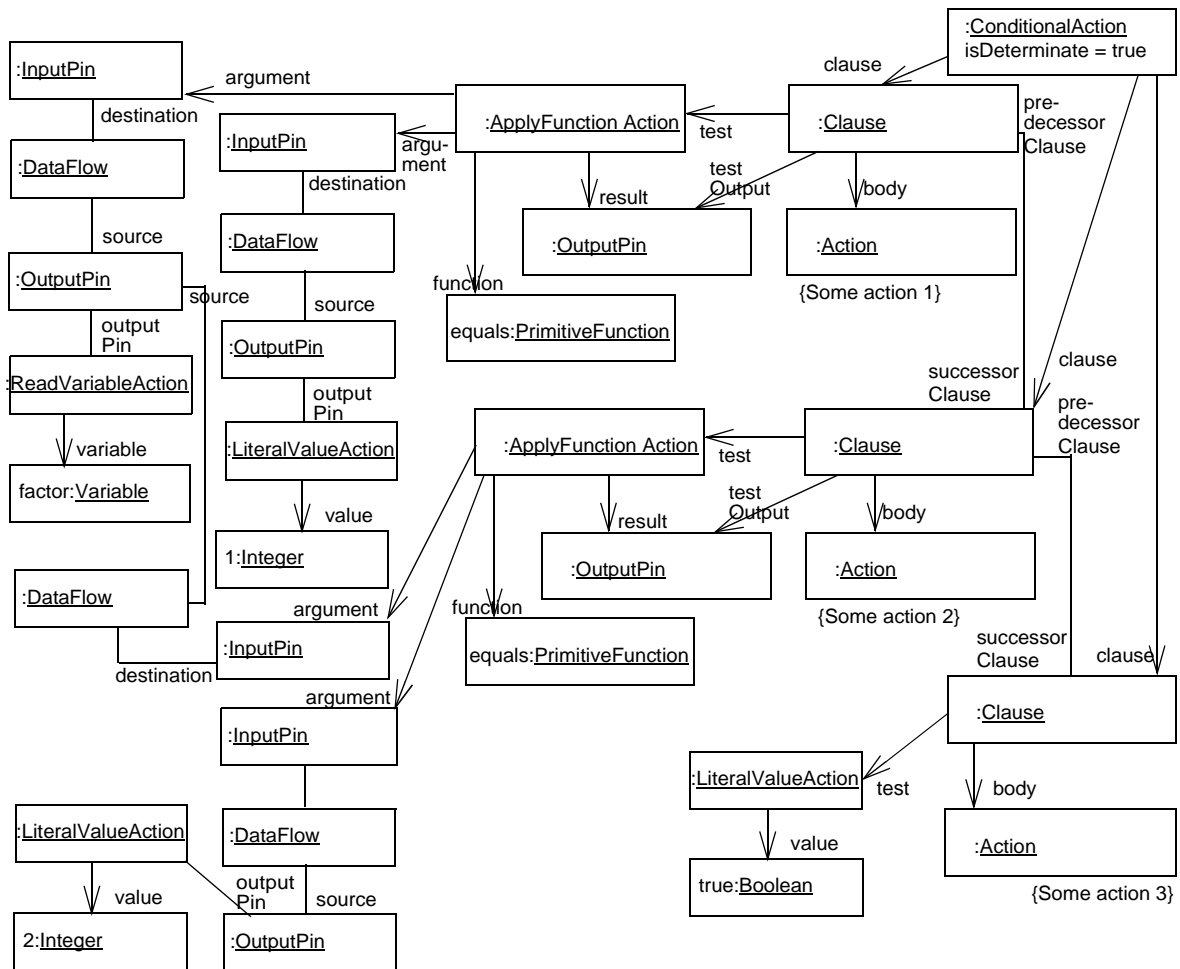 :ConditionalAction
isDeterminate = true
clause
:InputPin
argument
destination
:InputPin
argu-
ment
:ApplyFunction Action
test
:Clause
pre-
decessor
Clause
:DataFlow
destination
result
test
Output
body
source
:DataFlow
:OutputPin
:Action
:OutputPin
source
source
function
{Some action 1}
output
Pin
:OutputPin
equals:PrimitiveFunction
:ReadVariableAction
output
Pin
successor
Clause
clause
variable
:LiteralValueAction
:ApplyFunction Action
test
:Clause
pre-
decessor
Clause
factor:Variable
value
result
test
Output
body
1:Integer
:OutputPin
:Action
:DataFlow
argument
function
{Some action 2}
:InputPin
equals:PrimitiveFunction
successor
Clause
clause
destination
argument
:InputPin
:Clause
:LiteralValueAction
test
body
:LiteralValueAction
:DataFlow
value
:Action
value
output
Pin
source
true:Boolean
{Some action 3}
2:Integer
:OutputPin